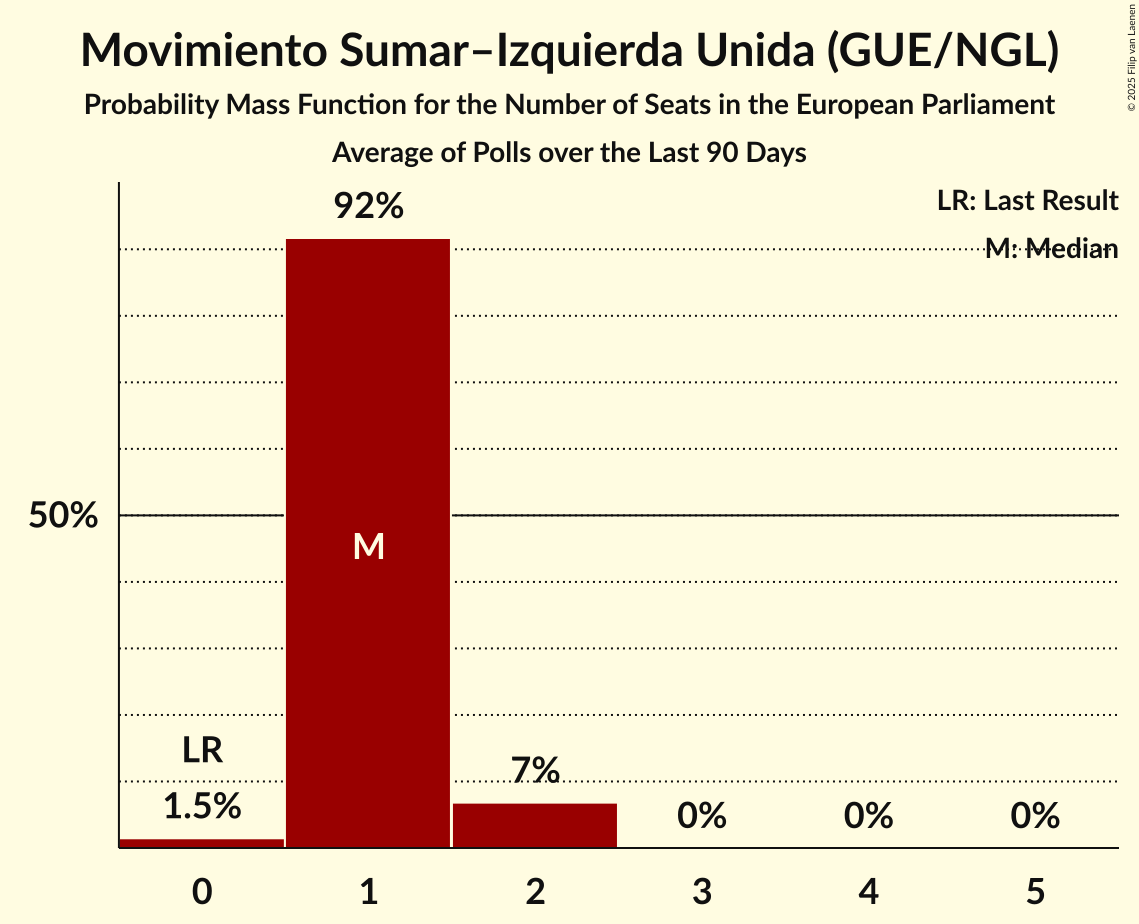 Movimiento Sumar–Izquierda Unida (GUE/NGL)
Probability Mass Function for the Number of Seats in the European Parliament
Average of Polls over the Last 90 Days
© 2025 Filip van Laenen
LR: Last Result
M: Median
92%
50%
M
LR
1.5%
7%
0%
0%
0%
0
1
2
3
4
5